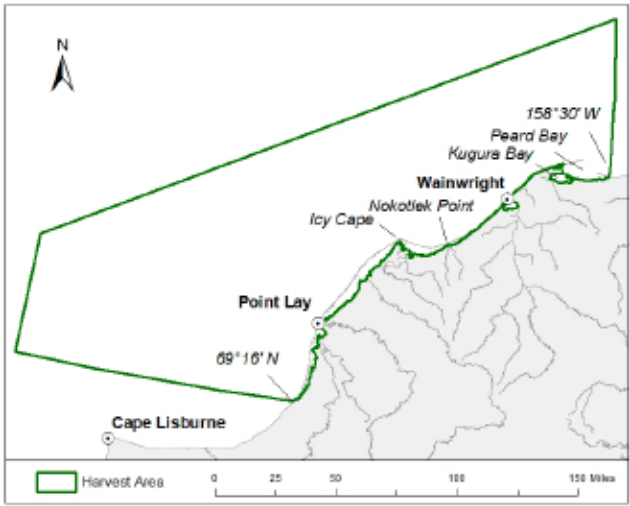 N
158°30' W
Peard Bay
Kugura Bay
Wainwright
Nokotlek Point
Icy Cape
Point Lay
69°16' N
Cape Lisburne
Harvest Area
0 25 50 100 150 Miles